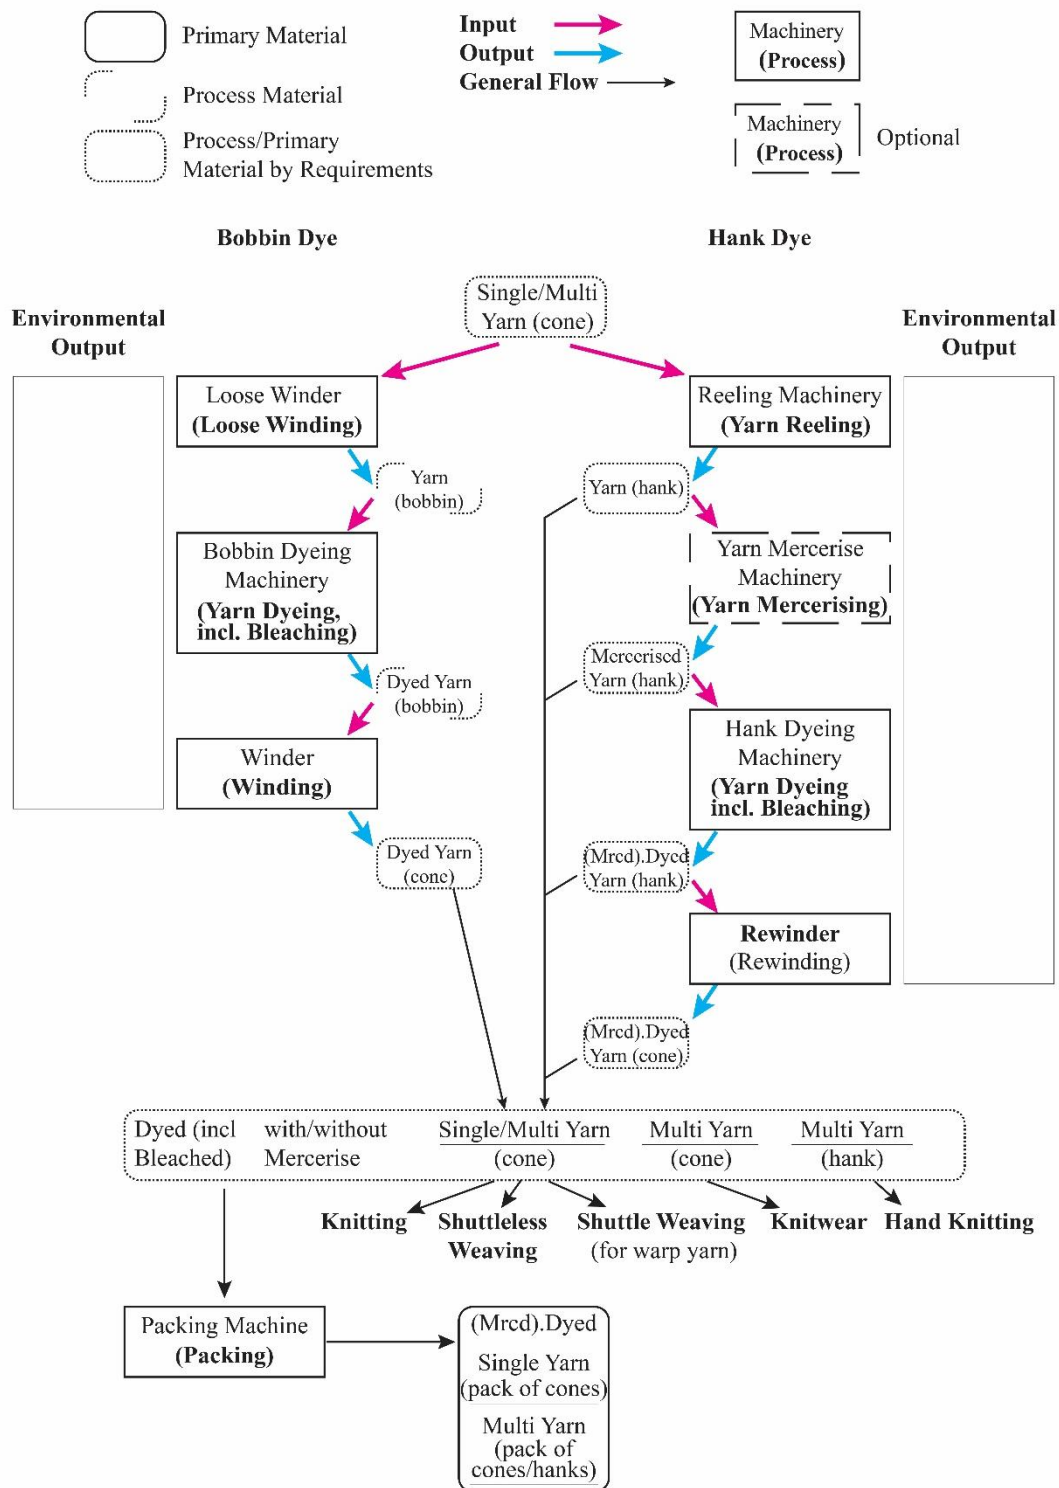 Primary Material
Process Material
Process/Primary
Material by Requirements
Input
Output
General Flow
Machinery
(Process)
Machinery
(Process)
Optional
Bobbin Dye
Hank Dye
Single/Multi
Yarn (cone)
Environmental
Output
Environmental
Output
Loose Winder
(Loose Winding)
Yarn
(bobbin)
Bobbin Dyeing
Machinery
(Yarn Dyeing,
incl. Bleaching)
Dyed Yarn
(bobbin)
Winder
(Winding)
Dyed Yarn
(cone)
Reeling Machinery
(Yarn Reeling)
Yarn (hank)
Yarn Mercerise
Machinery
(Yarn Mercerising)
Mercerised
Yarn (hank)
Hank Dyeing
Machinery
(Yarn Dyeing
incl. Bleaching)
(Mrcd).Dyed
Yarn (hank)
Rewinder
(Rewinding)
(Mrcd).Dyed
Yarn (cone)
Dyed (incl
Bleached)
with/without
Mercerise
Single/Multi Yarn
(cone)
Multi Yarn
(cone)
Multi Yarn
(hank)
Knitting
Shuttleless
Weaving
Shuttle Weaving
(for warp yarn)
Knitwear
Hand Knitting
Packing Machine
(Packing)
(Mrcd).Dyed
Single Yarn
(pack of cones)
Multi Yarn
(pack of
cones/hanks)